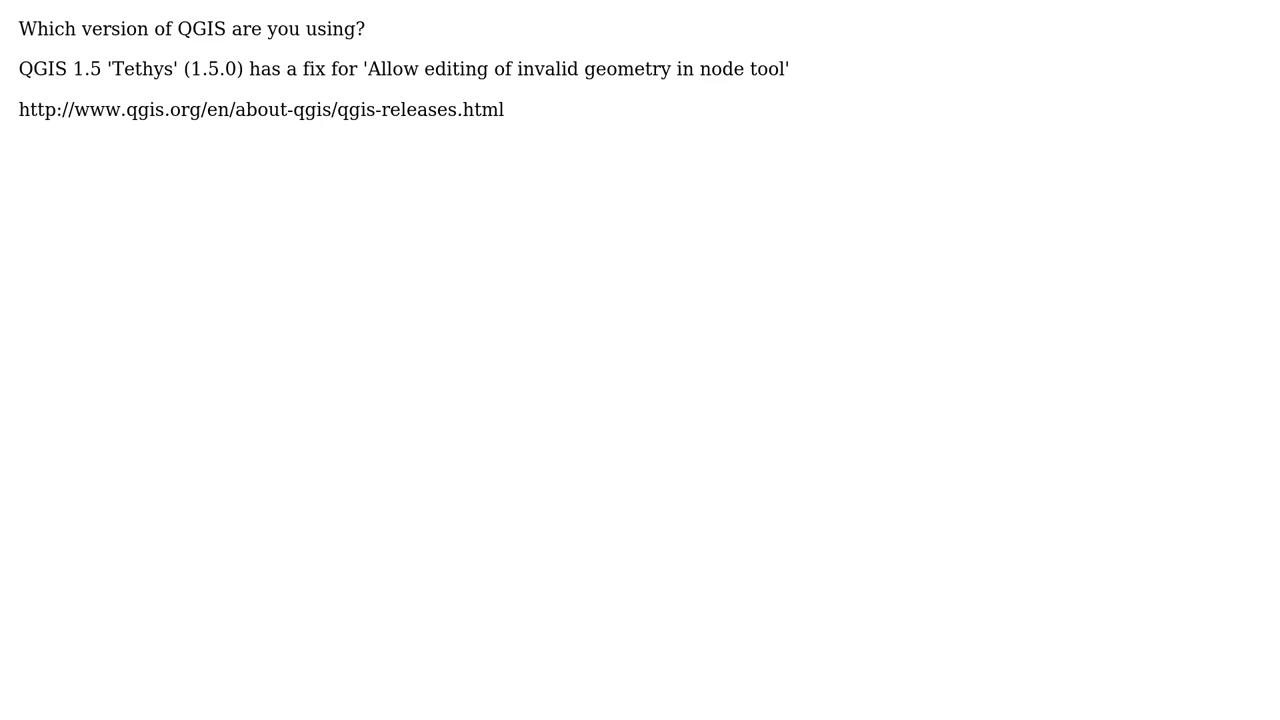 Which version of QGIS are you using?
QGIS 1.5 'Tethys' (1.5.0) has a fix for 'Allow editing of invalid geometry in node tool'
http://www.qgis.org/en/about-qgis/qgis-releases.html